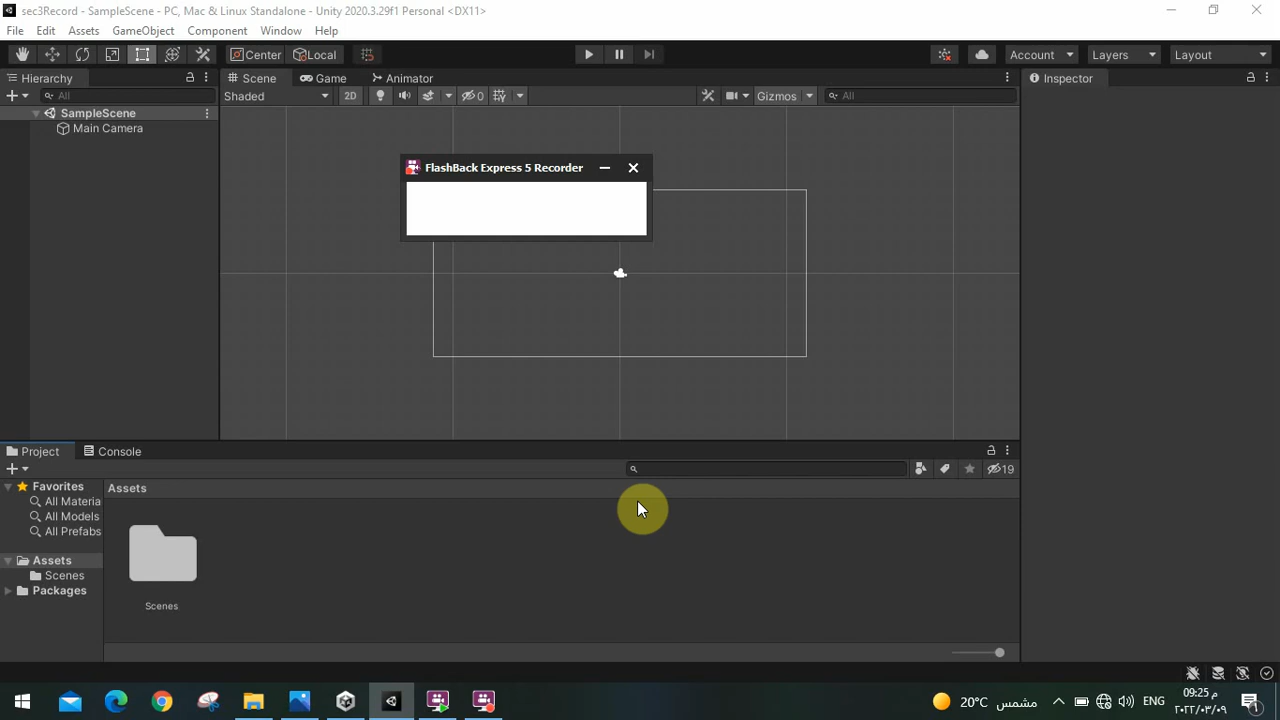 sec3Record - SampleScene - PC, Mac & Linux Standalone - Unity 2020.3.29f1 Personal <DX11>
File Edit Assets GameObject Component Window Help
Center Local Account Layers Layout
Hierarchy Scene Game Animator Inspector
All Shaded 2D 0 Gizmos All
SampleScene
Main Camera
FlashBack Express 5 Recorder
Project Console
19
Favorites Assets
All Materia
All Models
All Prefabs
Assets
Scenes
Packages
Scenes
20°C مشمس ENG م 09:25
٢٠٢٢/٠٣/٠٩ 1